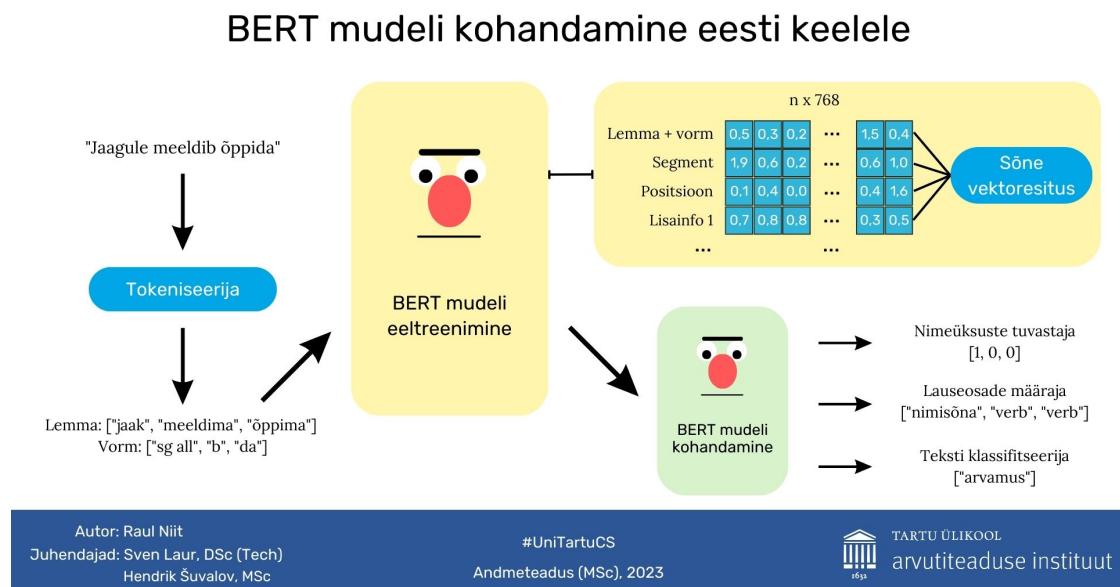 BERT mudeli kohandamine eesti keelele
"Jaagule meeldib õppida"
Tokeniseerija
Lemma: ["jaak", "meeldima", "õppima"]
Vorm: ["sg all", "b", "da"]
BERT mudeli
eeltreenimine
n x 768
Lemma + vorm 0,5 0,3 0,2 ... 1,5 0,4
Segment 1,9 0,6 0,2 0,6 1,0
Positsioon 0,1 0,4 0,0 0,4 1,6
Lisainfo 1 0,7 0,8 0,8 ... 0,3 0,5
... ...
Sõne
vektoresitus
BERT mudeli
kohandamine
Nimeüksuste tuvastaja
[1, 0, 0]
Lauseosade määraja
["nimisõna", "verb", "verb"]
Teksti klassifitseerija
["arvamus"]
Autor: Raul Niit
Juhendajad: Sven Laur, DSc (Tech)
Hendrik Šuvalov, MSc
#UniTartuCS
Andmeteadus (MSc), 2023
1632
TARTU ÜLIKOOL
arvutiteaduse instituut